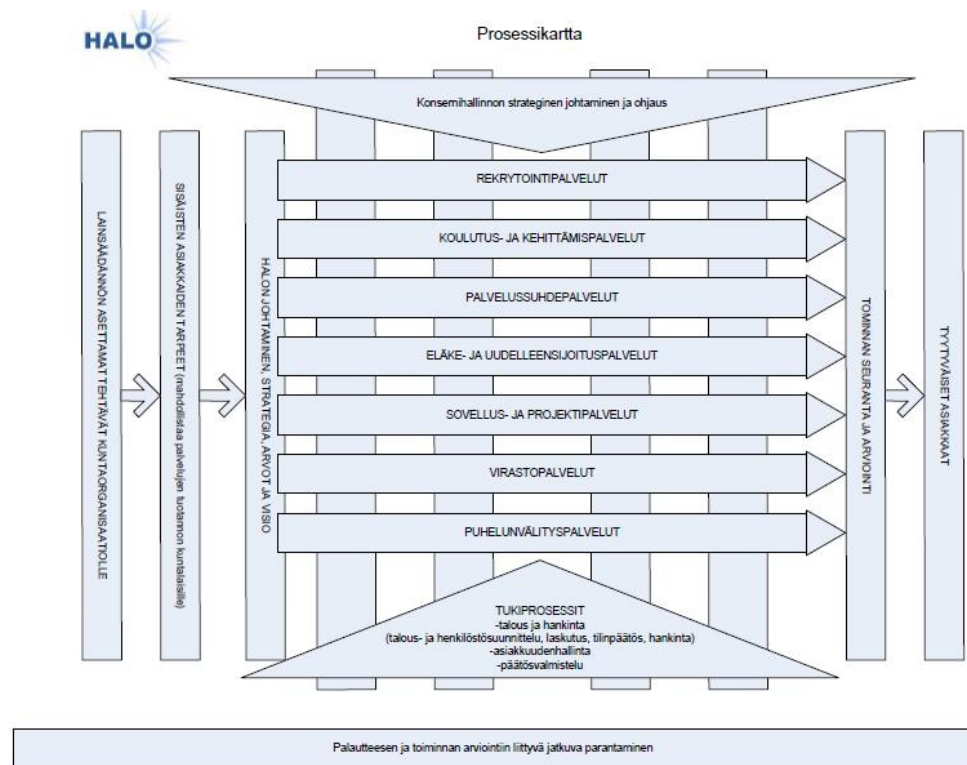 HALO
Prosessikartta
Konsernihallinnon strateginen johtaminen ja ohjaus
LAINSÄÄDÄNNÖN ASETTAMAT TEHTÄVÄT KUNTAORGANISAATIOLLE
SISÄISTEN ASIAKKAIDEN TARPEET (mahdollistaa palvelujen tuotannon kuntalaisille)
HALON JOHTAMINEN, STRATEGIA, ARVOT JA VISIO
REKRYTOINTIPALVELUT
KOULUTUS- JA KEHITTÄMISPALVELUT
PALVELUSSUHDEPALVELUT
ELÄKE- JA UUDELLEENSIJOITUSPALVELUT
SOVELLUS- JA PROJEKTIPALVELUT
VIRASTOPALVELUT
PUHELUNVÄLITYSPALVELUT
TOMINNAN SEURANTA JA ARVIOINTI
TYYTYVÄISET ASIAKKAAT
TUKIPROSESSIT
-talous ja hankinta
(talous- ja henkilöstösuunnittelu, laskutus, tilinpäätös, hankinta)
-asiakkuudenhallinta
-päätösvalmistelu
Palautteesen ja toiminnan arviointiin liittyvä jatkuva parantaminen